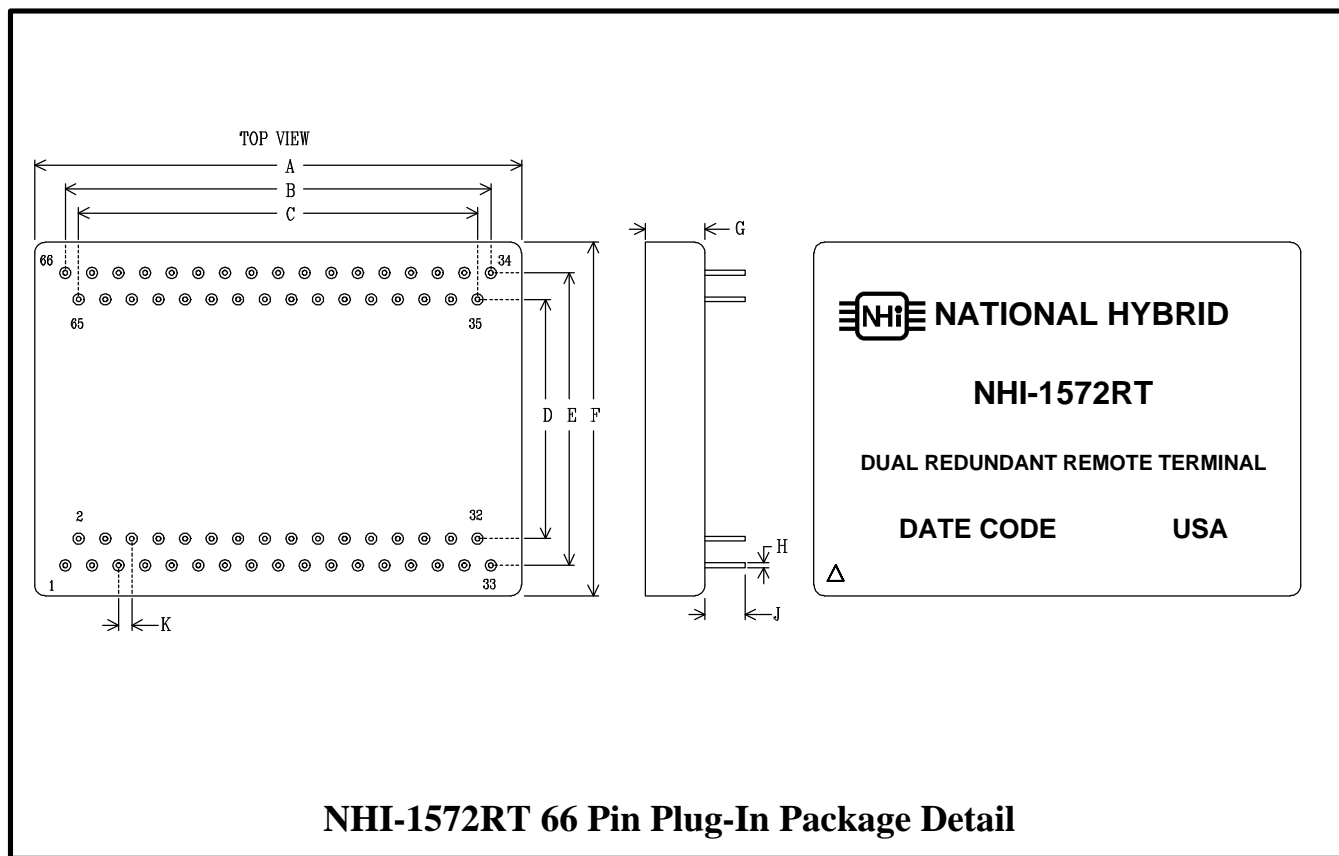 TOP VIEW
A
B
C
66
34
65
35
D E F
2
32
1
33
K
G
H
J
NHi NATIONAL HYBRID
NHI-1572RT
DUAL REDUNDANT REMOTE TERMINAL
DATE CODE USA
NHI-1572RT 66 Pin Plug-In Package Detail